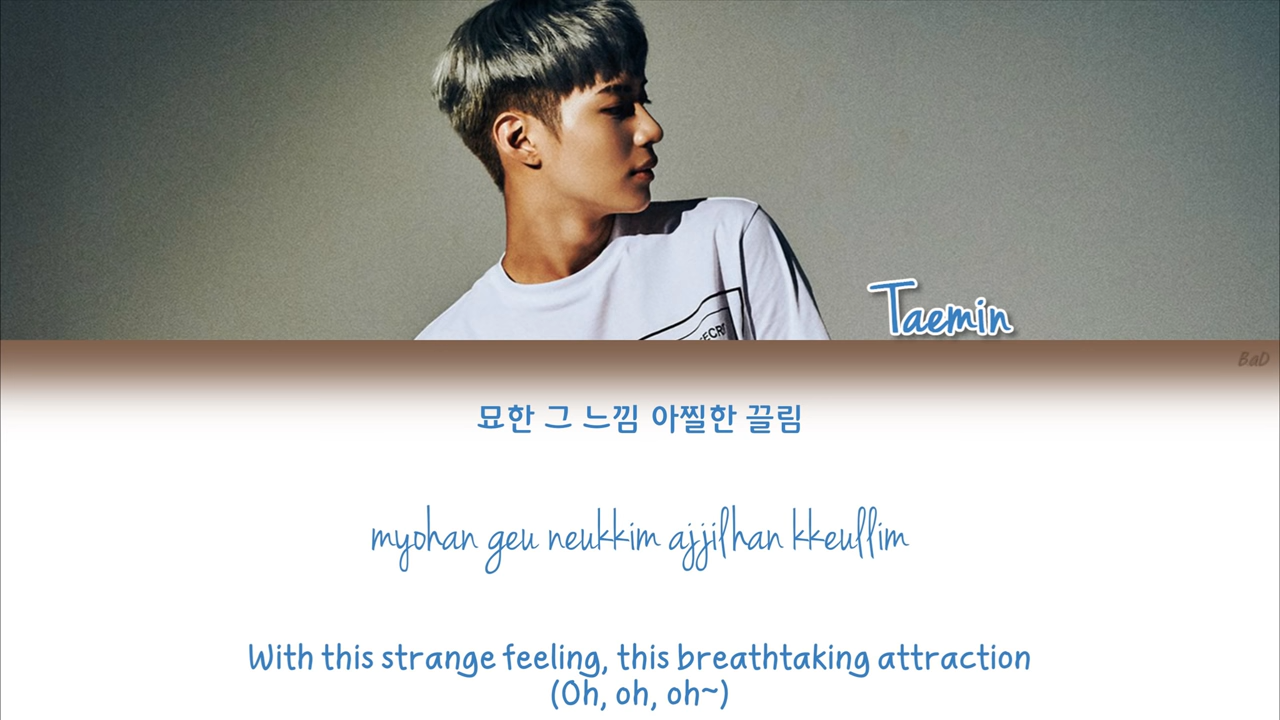 ECRE
Taemin
BaD
묘한 그 느낌 아찔한 끌림
myohan geu neukkim ajjilhan kkeullim
With this strange feeling, this breathtaking attraction
(Oh, oh, oh~)